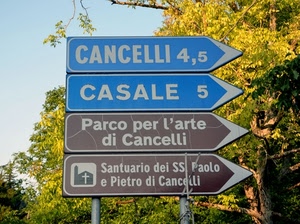 CANCELLI 4,5
CASALE 5
Parco per l'arte
di Cancelli
Santuario dei SS. Paolo
e Pietro di Cancelli